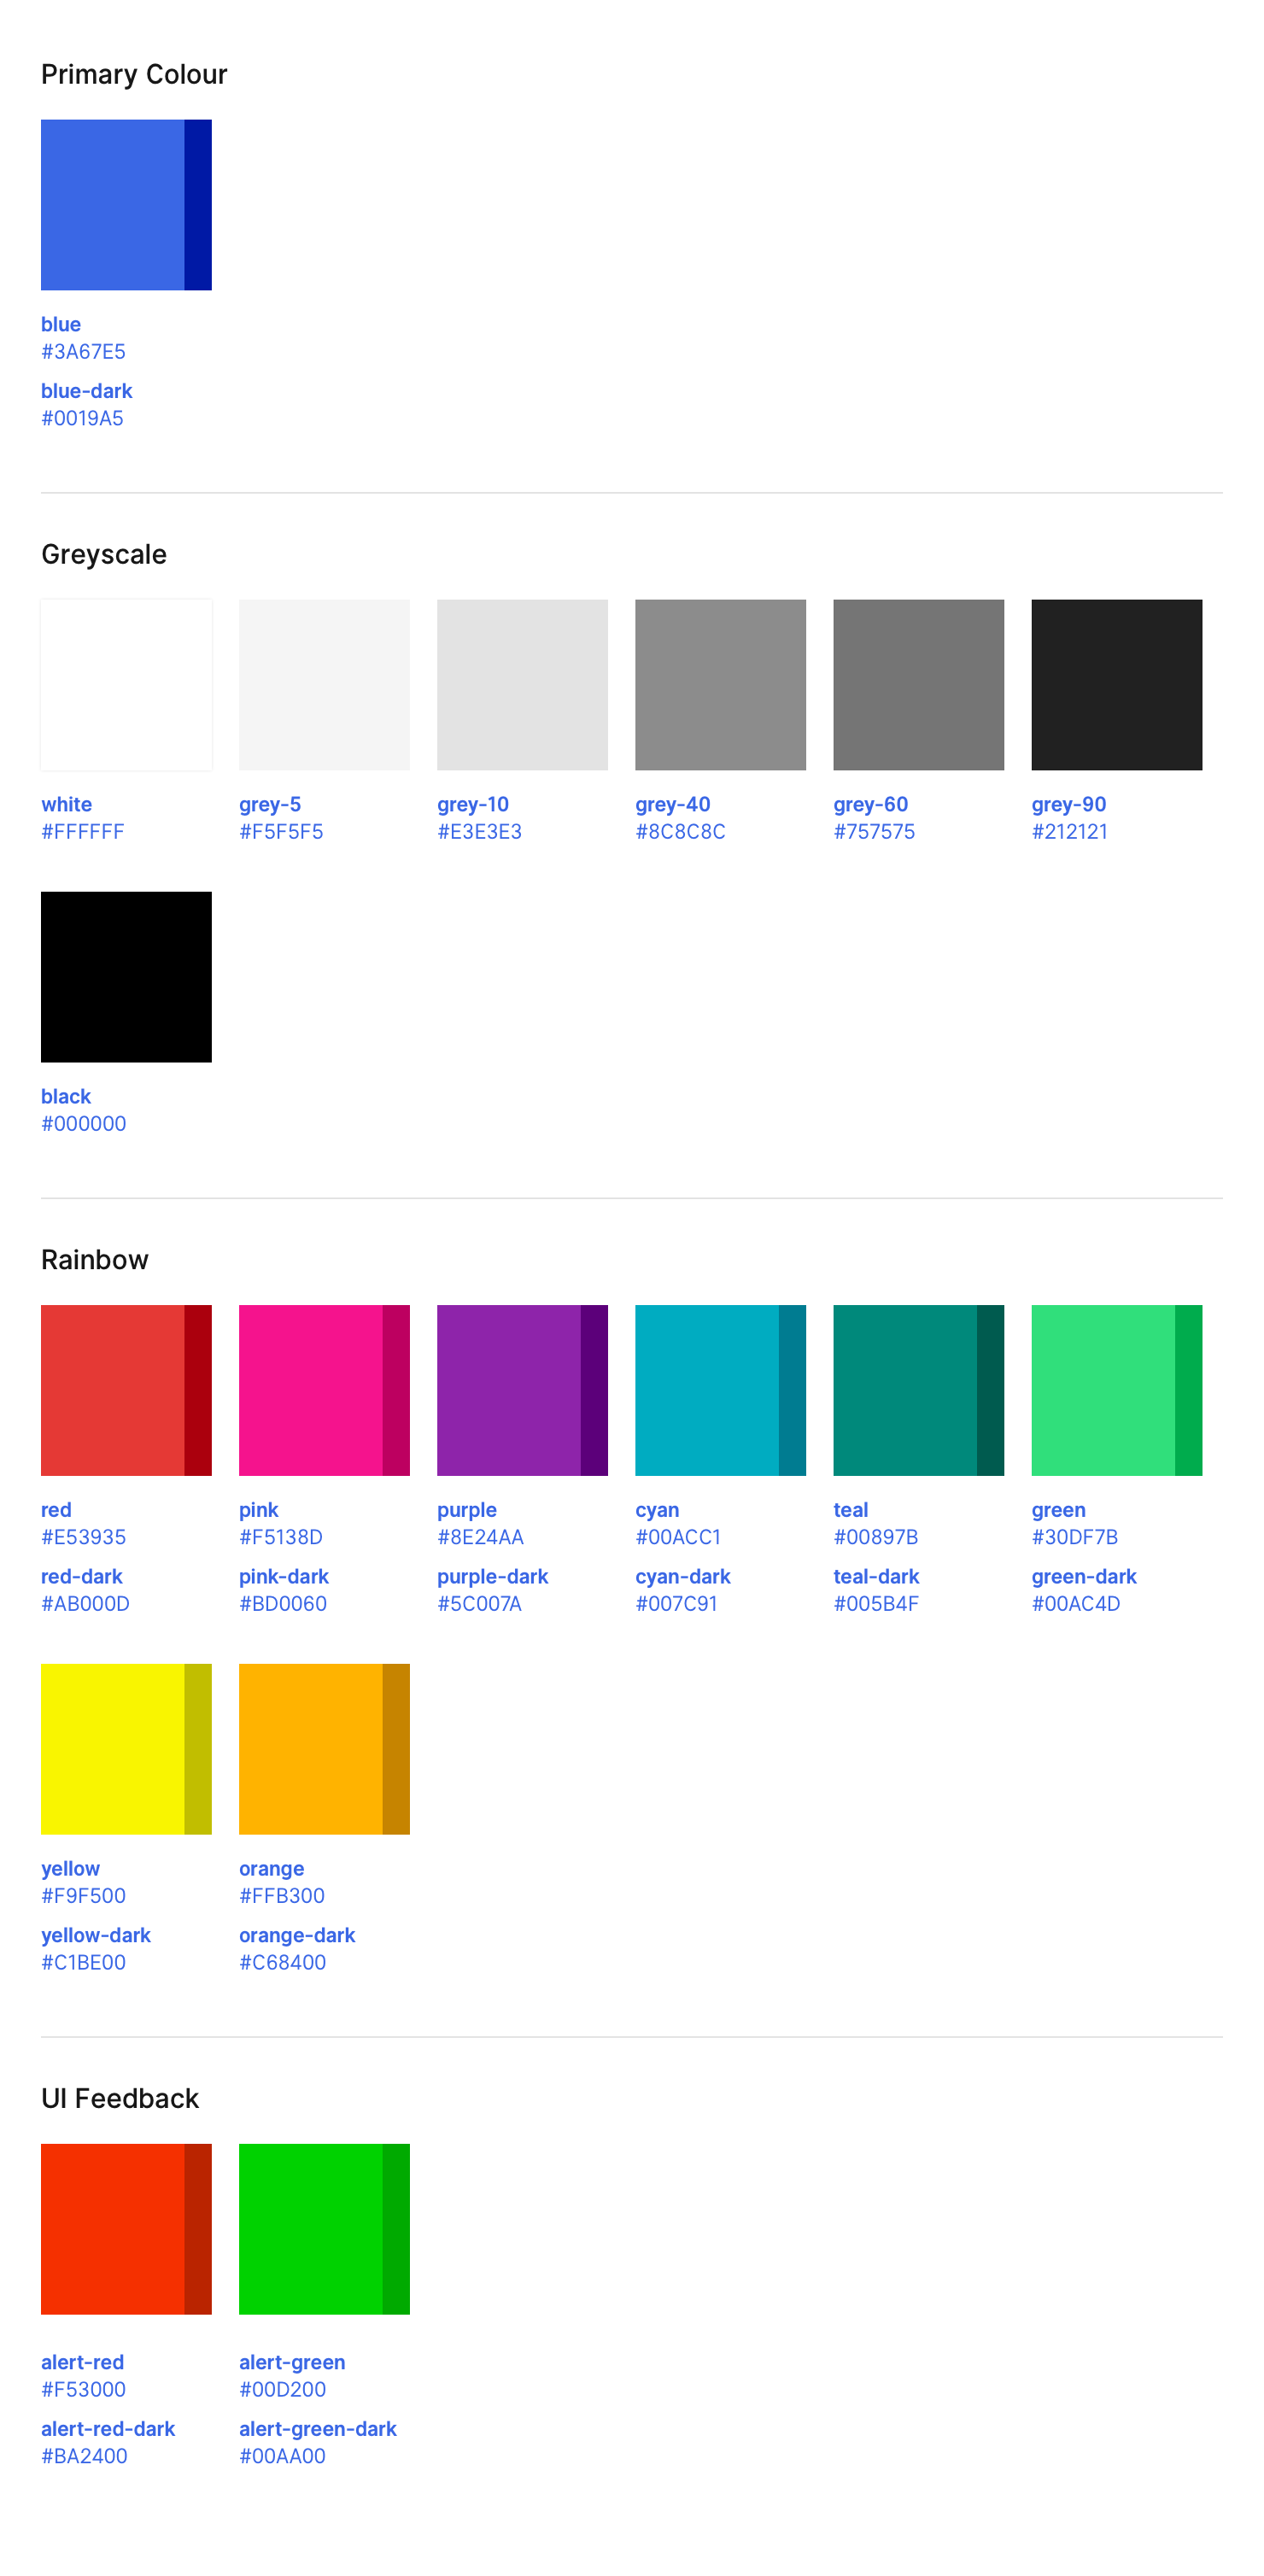 Primary Colour
blue
#3A67E5
blue-dark
#0019A5
Greyscale
white
#FFFFFF
grey-5
#F5F5F5
grey-10
#E3E3E3
grey-40
#8C8C8C
grey-60
#757575
grey-90
#212121
black
#000000
Rainbow
red
#E53935
red-dark
#AB000D
pink
#F5138D
pink-dark
#BD0060
purple
#8E24AA
purple-dark
#5C007A
cyan
#00ACC1
cyan-dark
#007C91
teal
#00897B
teal-dark
#005B4F
green
#30DF7B
green-dark
#00AC4D
yellow
#F9F500
yellow-dark
#C1BE00
orange
#FFB300
orange-dark
#C68400
UI Feedback
alert-red
#F53000
alert-red-dark
#BA2400
alert-green
#00D200
alert-green-dark
#00AA00